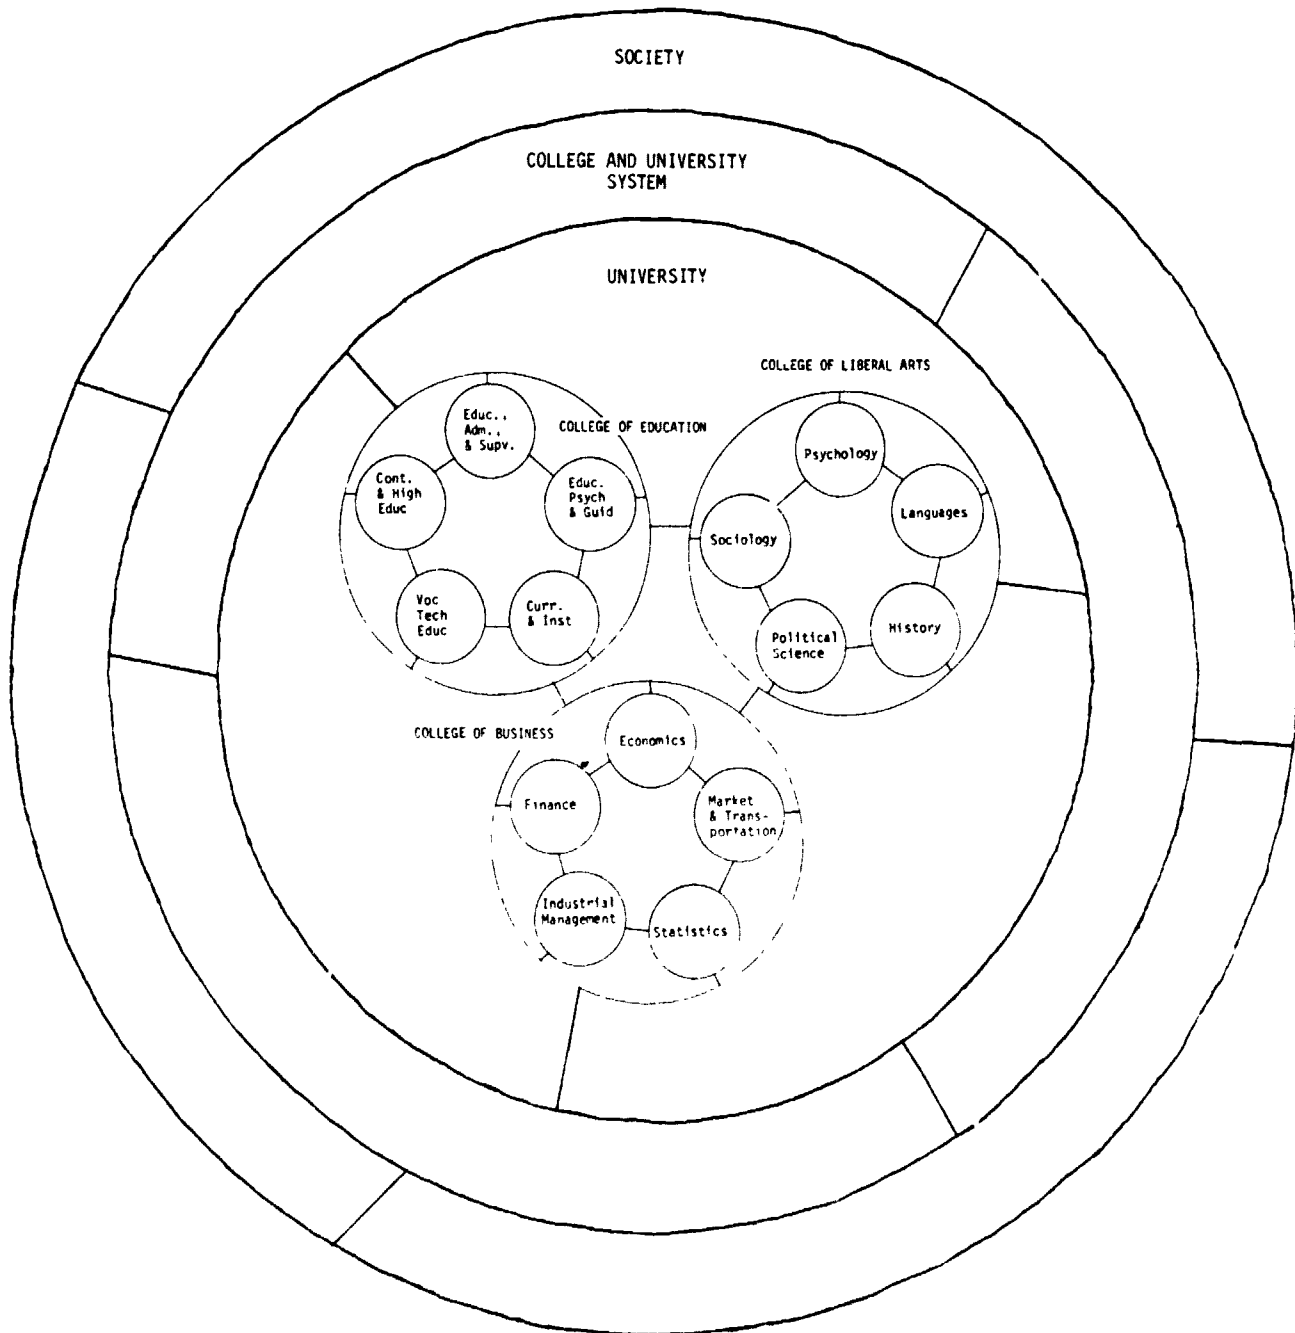 SOCIETY
COLLEGE AND UNIVERSITY
SYSTEM
UNIVERSITY
COLLEGE OF LIBERAL ARTS
COLLEGE OF EDUCATION
Educ.,
Adm.,
& Supv.
Cont.
& High
Educ
Educ.
Psych
& Guid
Voc
Tech
Educ
Curr.
& Inst
Psychology
Languages
Sociology
History
Political
Science
COLLEGE OF BUSINESS
Economics
Finance
Market
& Trans-
portation
Industrial
Management
Statistics